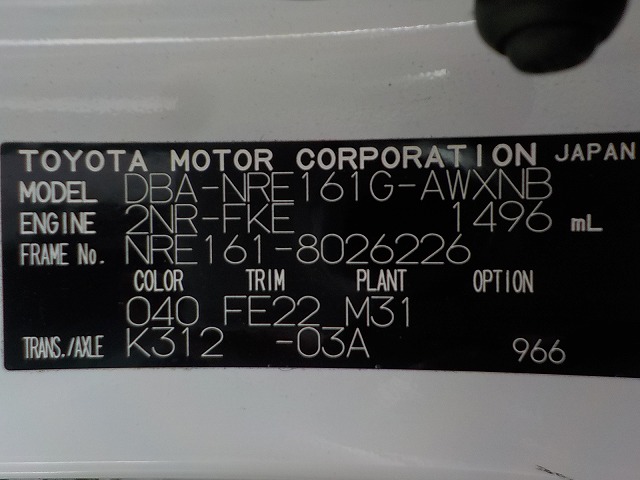 TOYOTA MOTOR CORPORATION JAPAN
MODEL DBA-NRE161G-AWXNB
ENGINE 2NR-FKE 1496 mL
FRAME No. NRE161-8026226
COLOR TRIM PLANT OPTION
040 FE22 M31
TRANS./AXLE K312 -03A 966